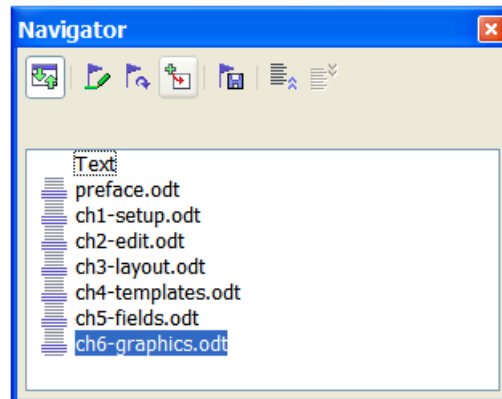 Navigator
Text
preface.odt
ch1-setup.odt
ch2-edit.odt
ch3-layout.odt
ch4-templates.odt
ch5-fields.odt
ch6-graphics.odt